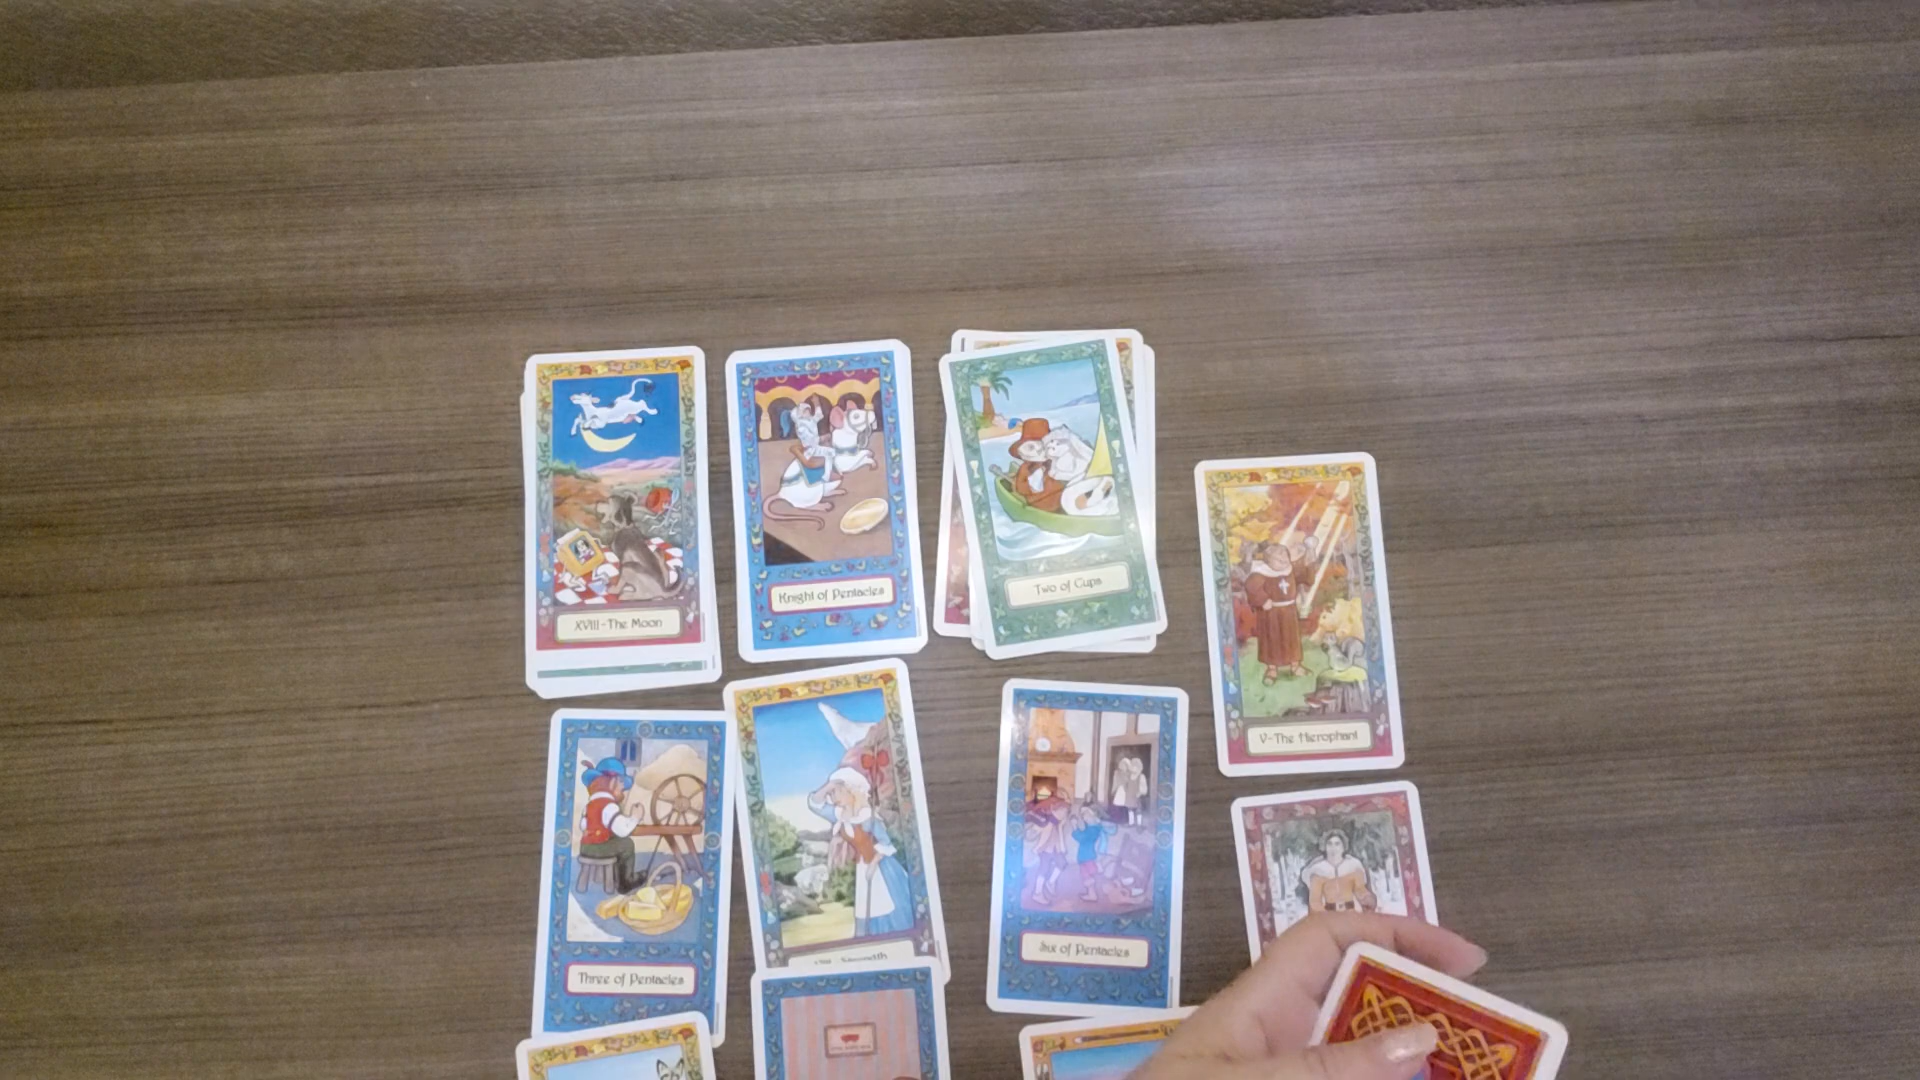 XVIII-The Moon
Knight of Pentacles
Two of Cups
V-The Hierophant
Three of Pentacles
Six of Pentacles